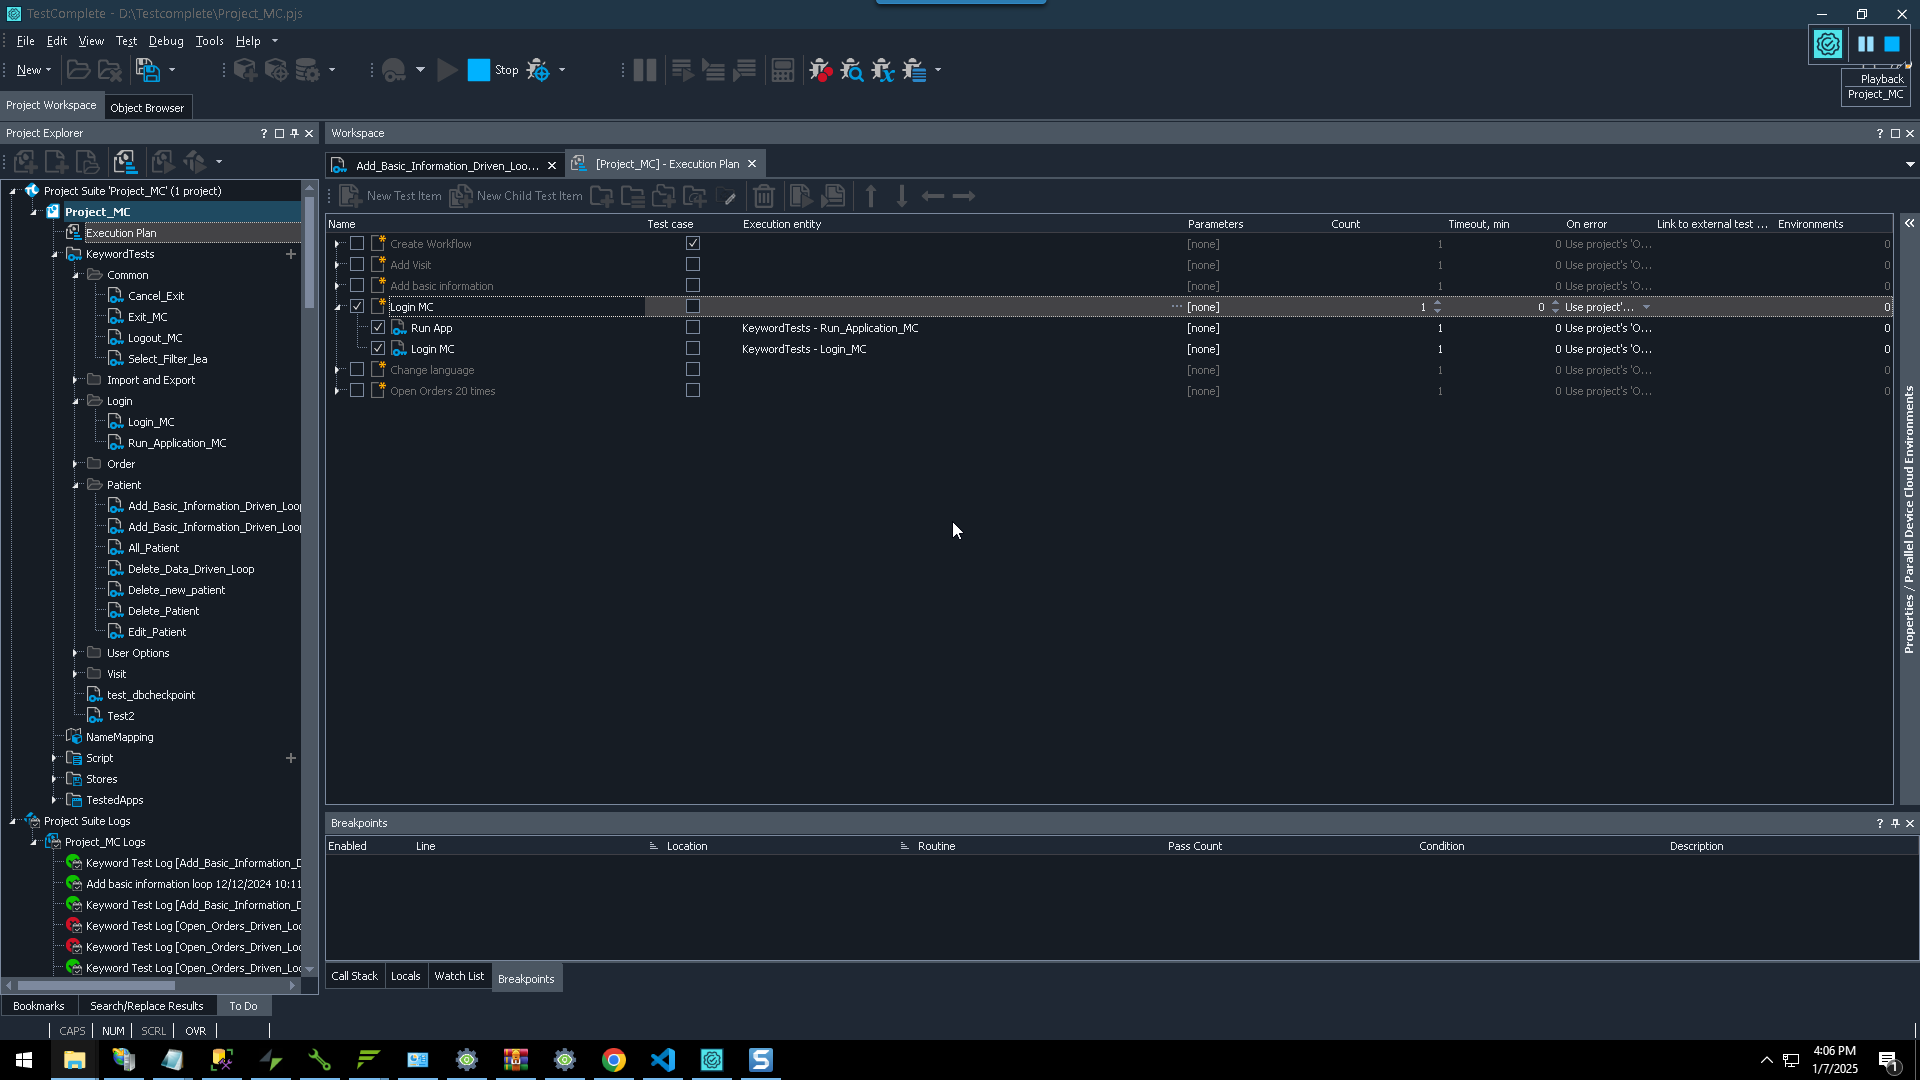 TestComplete - D:\Testcomplete\Project_MC.pjs
File Edit View Test Debug Tools Help
New Stop
Playback
Project_MC
Project Workspace Object Browser
Project Explorer
Project Suite 'Project_MC' (1 project)
Project_MC
Execution Plan
KeywordTests
Common
Cancel_Exit
Exit_MC
Logout_MC
Select_Filter_lea
Import and Export
Login
Login_MC
Run_Application_MC
Order
Patient
Add_Basic_Information_Driven_Loop
Add_Basic_Information_Driven_Loop
All_Patient
Delete_Data_Driven_Loop
Delete_new_patient
Delete_Patient
Edit_Patient
User Options
Visit
test_dbcheckpoint
Test2
NameMapping
Script
Stores
TestedApps
Project Suite Logs
Project_MC Logs
Keyword Test Log [Add_Basic_Information_D
Add basic information loop 12/12/2024 10:11
Keyword Test Log [Add_Basic_Information_D
Keyword Test Log [Open_Orders_Driven_Loo
Keyword Test Log [Open_Orders_Driven_Loo
Keyword Test Log [Open_Orders_Driven_Loo
Bookmarks Search/Replace Results To Do
Workspace
Add_Basic_Information_Driven_Loo... [Project_MC] - Execution Plan
New Test Item New Child Test Item
Name Test case Execution entity Parameters Count Timeout, min On error Link to external test ... Environments
Create Workflow [none] 1 0 Use project's 'O... 0
Add Visit [none] 1 0 Use project's 'O... 0
Add basic information [none] 1 0 Use project's 'O... 0
Login MC ... [none] 1 0 Use project'... 0
Run App KeywordTests - Run_Application_MC [none] 1 0 Use project's 'O... 0
Login MC KeywordTests - Login_MC [none] 1 0 Use project's 'O... 0
Change language [none] 1 0 Use project's 'O... 0
Open Orders 20 times [none] 1 0 Use project's 'O... 0
Properties / Parallel Device Cloud Environments
Breakpoints
Enabled Line Location Routine Pass Count Condition Description
Call Stack Locals Watch List Breakpoints
CAPS NUM SCRL OVR
4:06 PM
1/7/2025
1